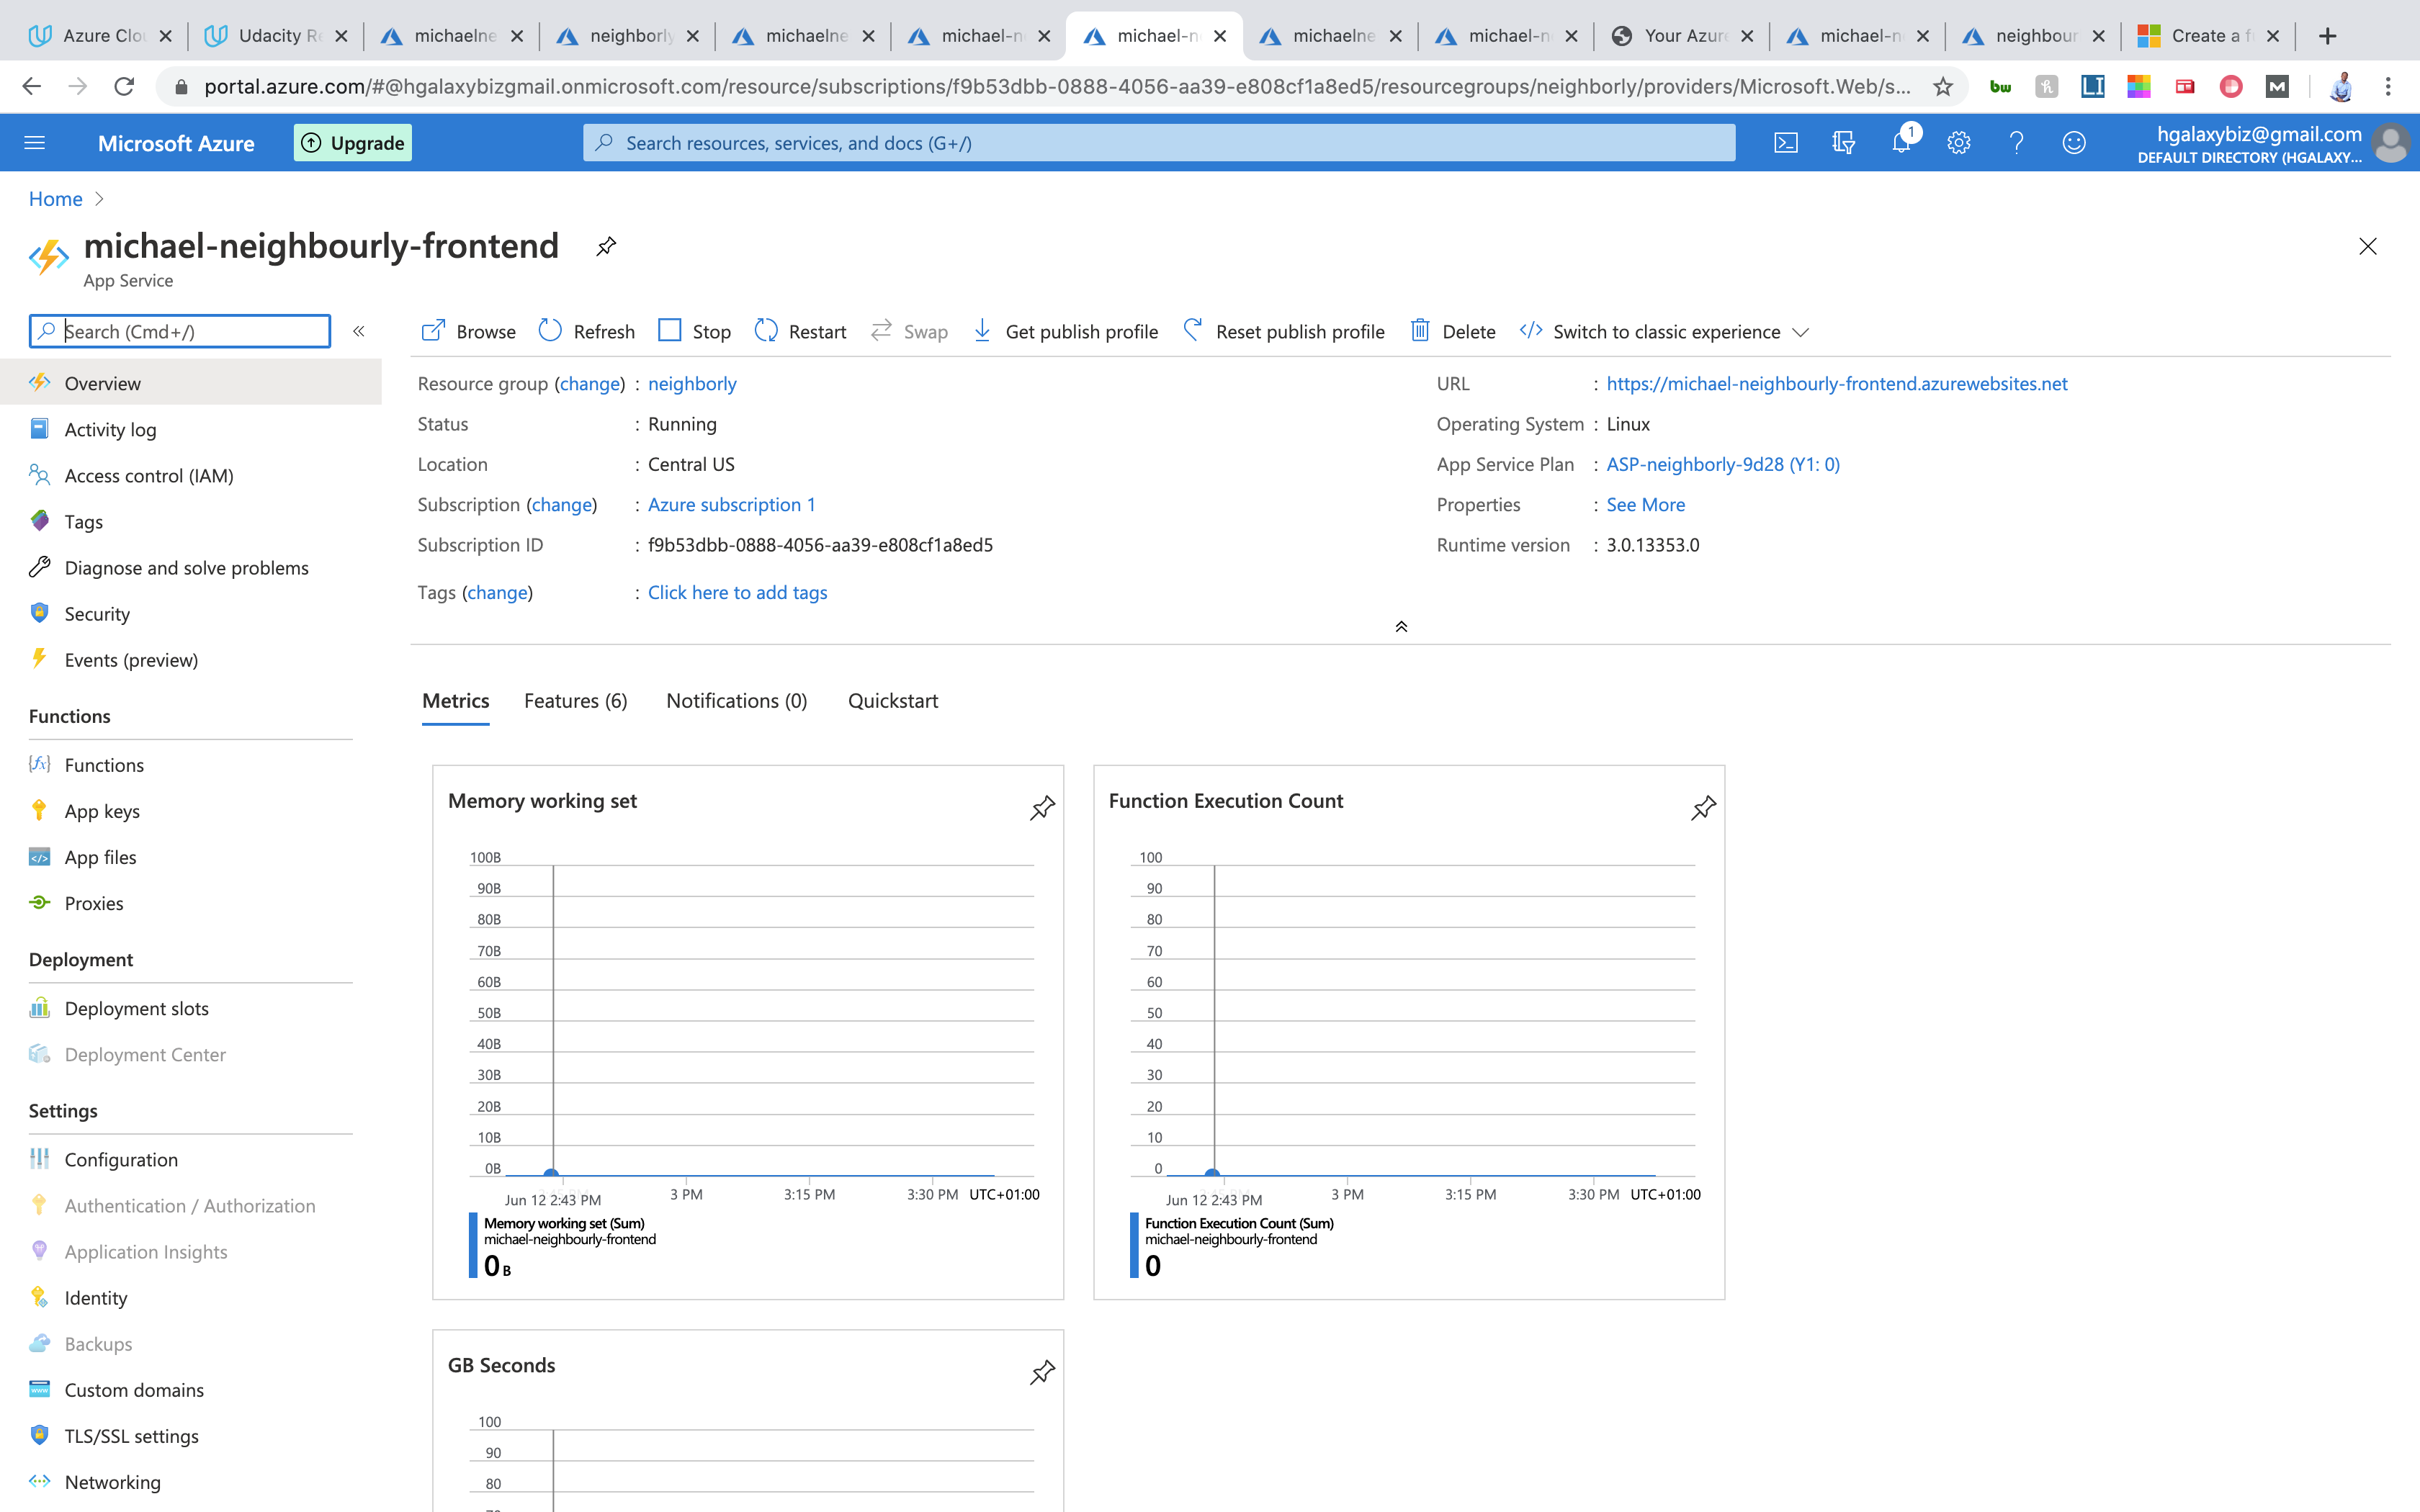 Azure Clou
Udacity Re
michaelne
neighborly
michaelne
michael-n
michael-n
michaelne
michael-n
Your Azure
michael-n
neighbour
Create a f
portal.azure.com/#@hgalaxybizgmail.onmicrosoft.com/resource/subscriptions/f9b53dbb-0888-4056-aa39-e808cf1a8ed5/resourcegroups/neighborly/providers/Microsoft.Web/s...
bw
LI
M
Microsoft Azure
Upgrade
Search resources, services, and docs (G+/)
1
hgalaxybiz@gmail.com
DEFAULT DIRECTORY (HGALAXY...
Home
michael-neighbourly-frontend
App Service
Search (Cmd+/)
Browse Refresh Stop Restart Swap Get publish profile Reset publish profile Delete Switch to classic experience
Overview
Activity log
Access control (IAM)
Tags
Diagnose and solve problems
Security
Events (preview)
Functions
Functions
App keys
App files
Proxies
Deployment
Deployment slots
Deployment Center
Settings
Configuration
Authentication / Authorization
Application Insights
Identity
Backups
Custom domains
TLS/SSL settings
Networking
Resource group (change) : neighborly
Status : Running
Location : Central US
Subscription (change) : Azure subscription 1
Subscription ID : f9b53dbb-0888-4056-aa39-e808cf1a8ed5
Tags (change) : Click here to add tags
URL : https://michael-neighbourly-frontend.azurewebsites.net
Operating System : Linux
App Service Plan : ASP-neighborly-9d28 (Y1: 0)
Properties : See More
Runtime version : 3.0.13353.0
Metrics Features (6) Notifications (0) Quickstart
Memory working set
100B
90B
80B
70B
60B
50B
40B
30B
20B
10B
0B
Jun 12 2:43 PM 3 PM 3:15 PM 3:30 PM UTC+01:00
Memory working set (Sum)
michael-neighbourly-frontend
0 B
Function Execution Count
100
90
80
70
60
50
40
30
20
10
0
Jun 12 2:43 PM 3 PM 3:15 PM 3:30 PM UTC+01:00
Function Execution Count (Sum)
michael-neighbourly-frontend
0
GB Seconds
100
90
80